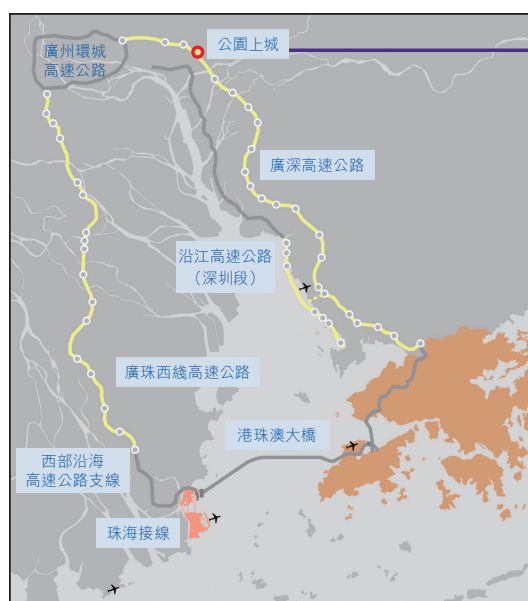 公園上城
廣州環城
高速公路
廣深高速公路
沿江高速公路
（深圳段）
廣珠西綫高速公路
港珠澳大橋
西部沿海
高速公路支線
珠海接線